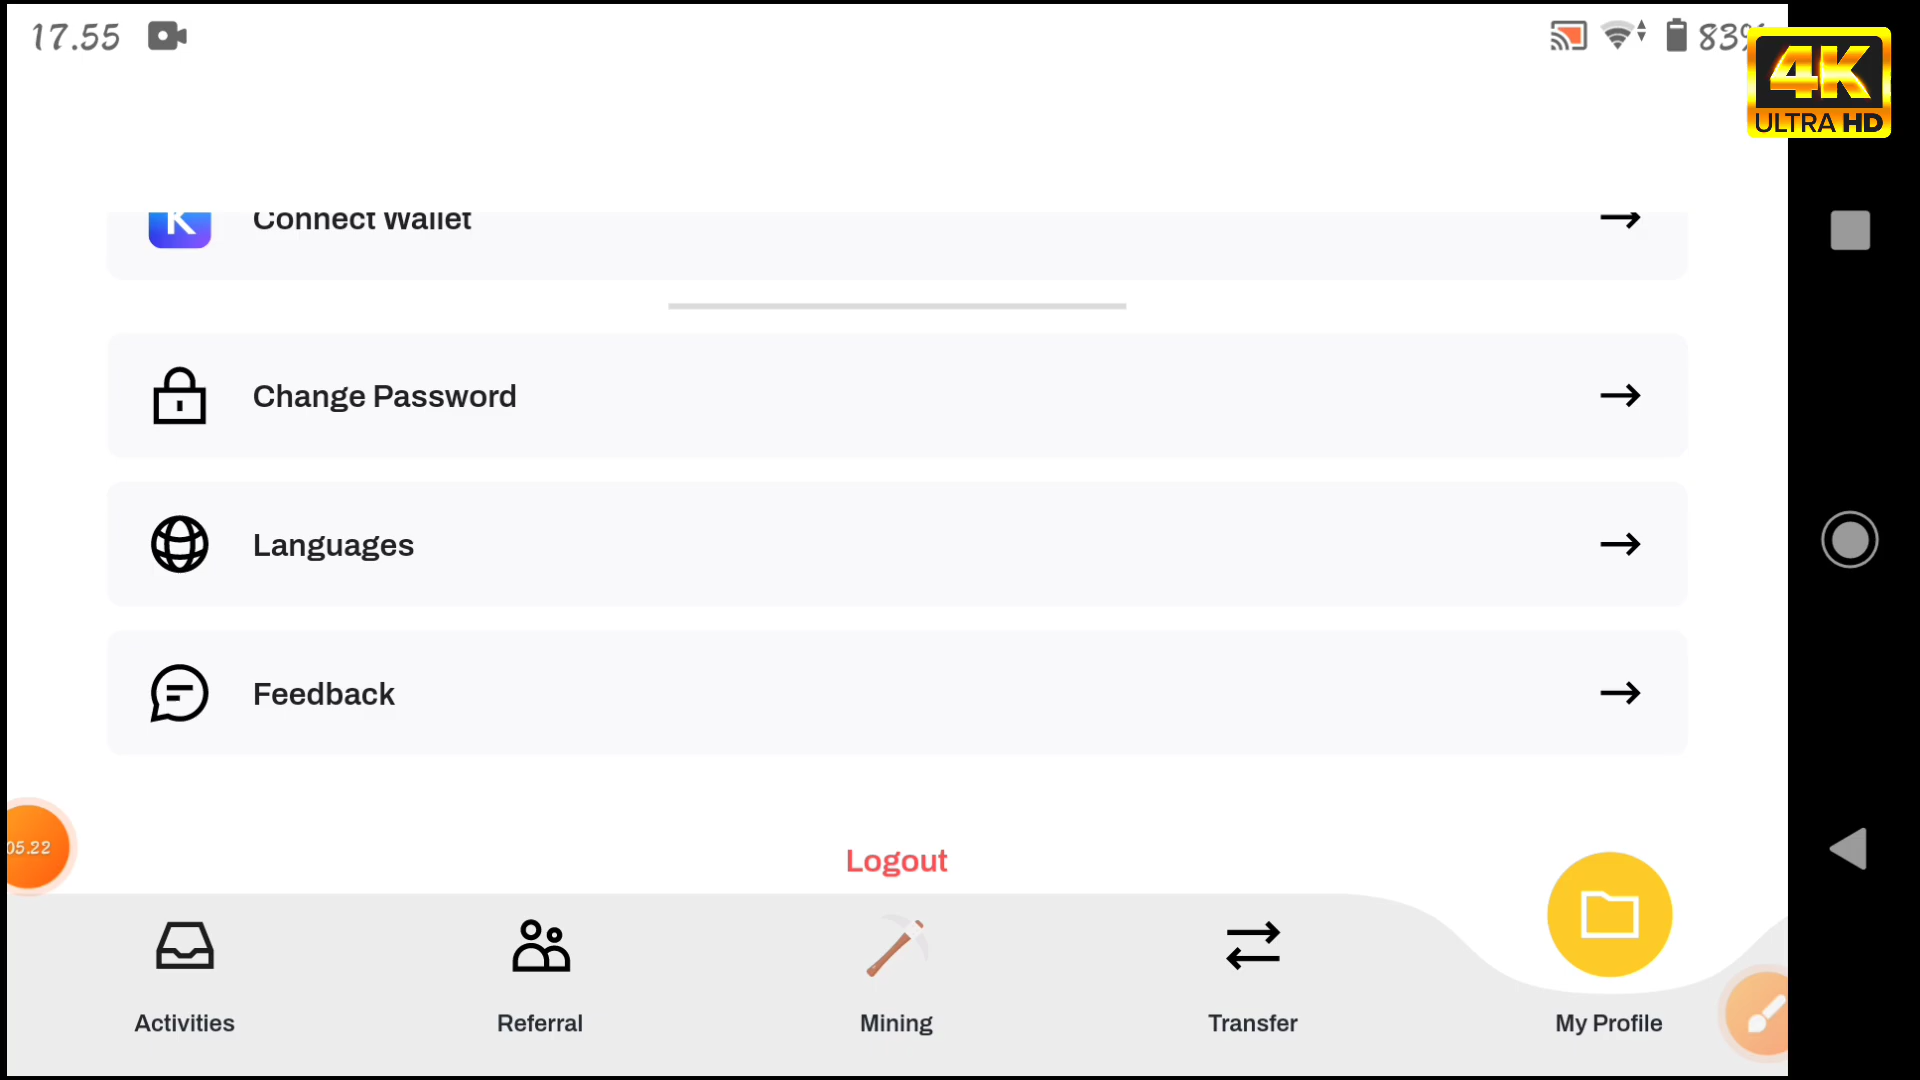 17.55
83%
4K
ULTRA HD
Connect Wallet
Change Password
Languages
Feedback
05.22
Logout
Activities
Referral
Mining
Transfer
My Profile